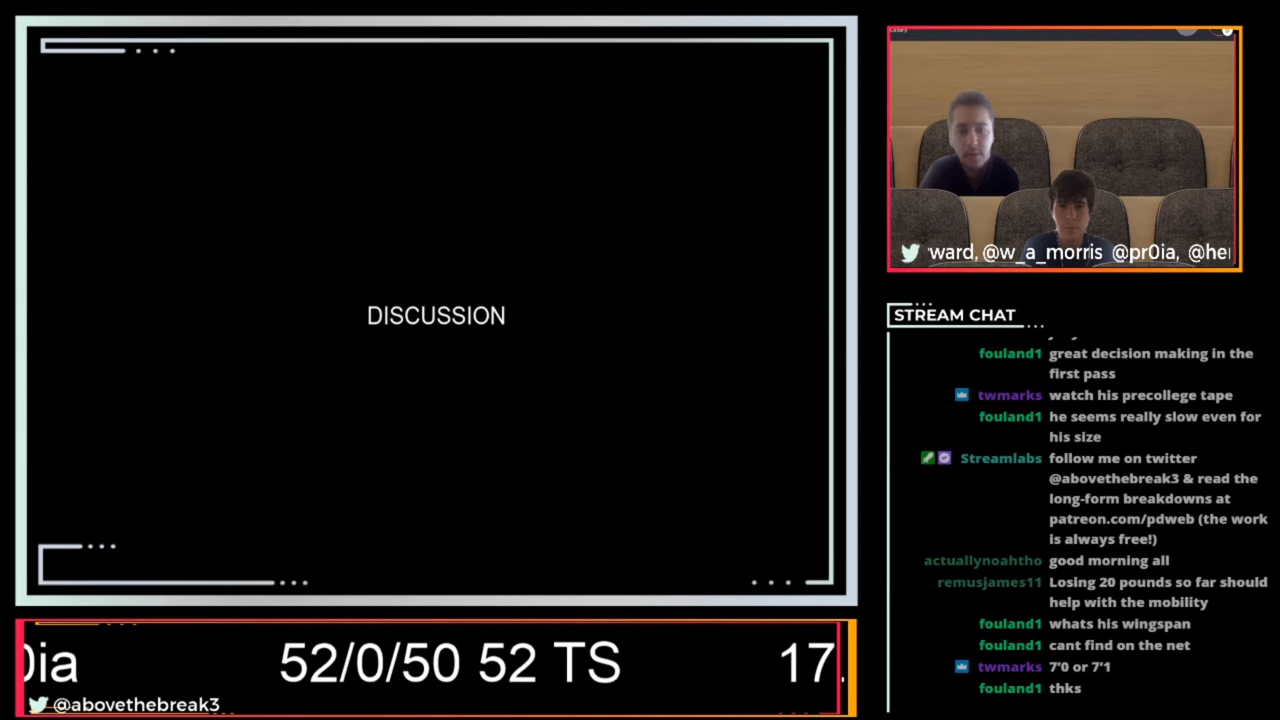 DISCUSSION
ward, @w_a_morris @pr0ia, @he
STREAM CHAT
fouland1 great decision making in the
first pass
twmarks watch his precollege tape
fouland1 he seems really slow even for
his size
Streamlabs follow me on twitter
@abovethebreak3 & read the
long-form breakdowns at
patreon.com/pdweb (the work
is always free!)
actuallynoahtho good morning all
remusjames11 Losing 20 pounds so far should
help with the mobility
fouland1 whats his wingspan
fouland1 cant find on the net
twmarks 7'0 or 7'1
fouland1 thks
0ia 52/0/50 52 TS 17.
@abovethebreak3